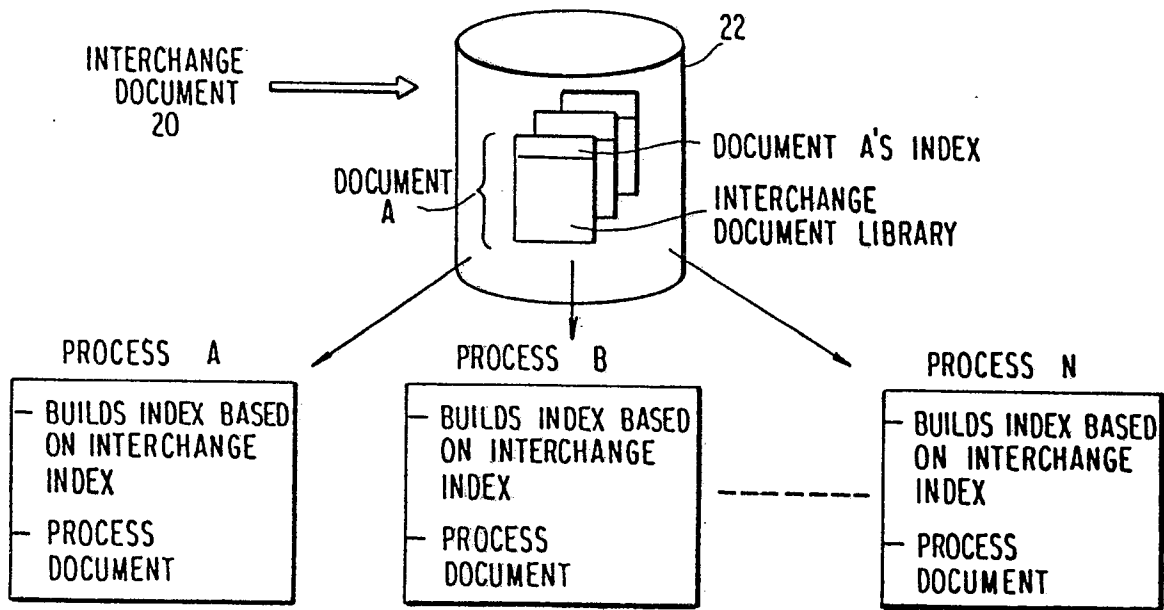 INTERCHANGE
DOCUMENT
20
22
DOCUMENT A'S INDEX
DOCUMENT
A
INTERCHANGE
DOCUMENT LIBRARY
PROCESS A
- BUILDS INDEX BASED
ON INTERCHANGE
INDEX
- PROCESS
DOCUMENT
PROCESS B
- BUILDS INDEX BASED
ON INTERCHANGE
INDEX
- PROCESS
DOCUMENT
PROCESS N
- BUILDS INDEX BASED
ON INTERCHANGE
INDEX
- PROCESS
DOCUMENT